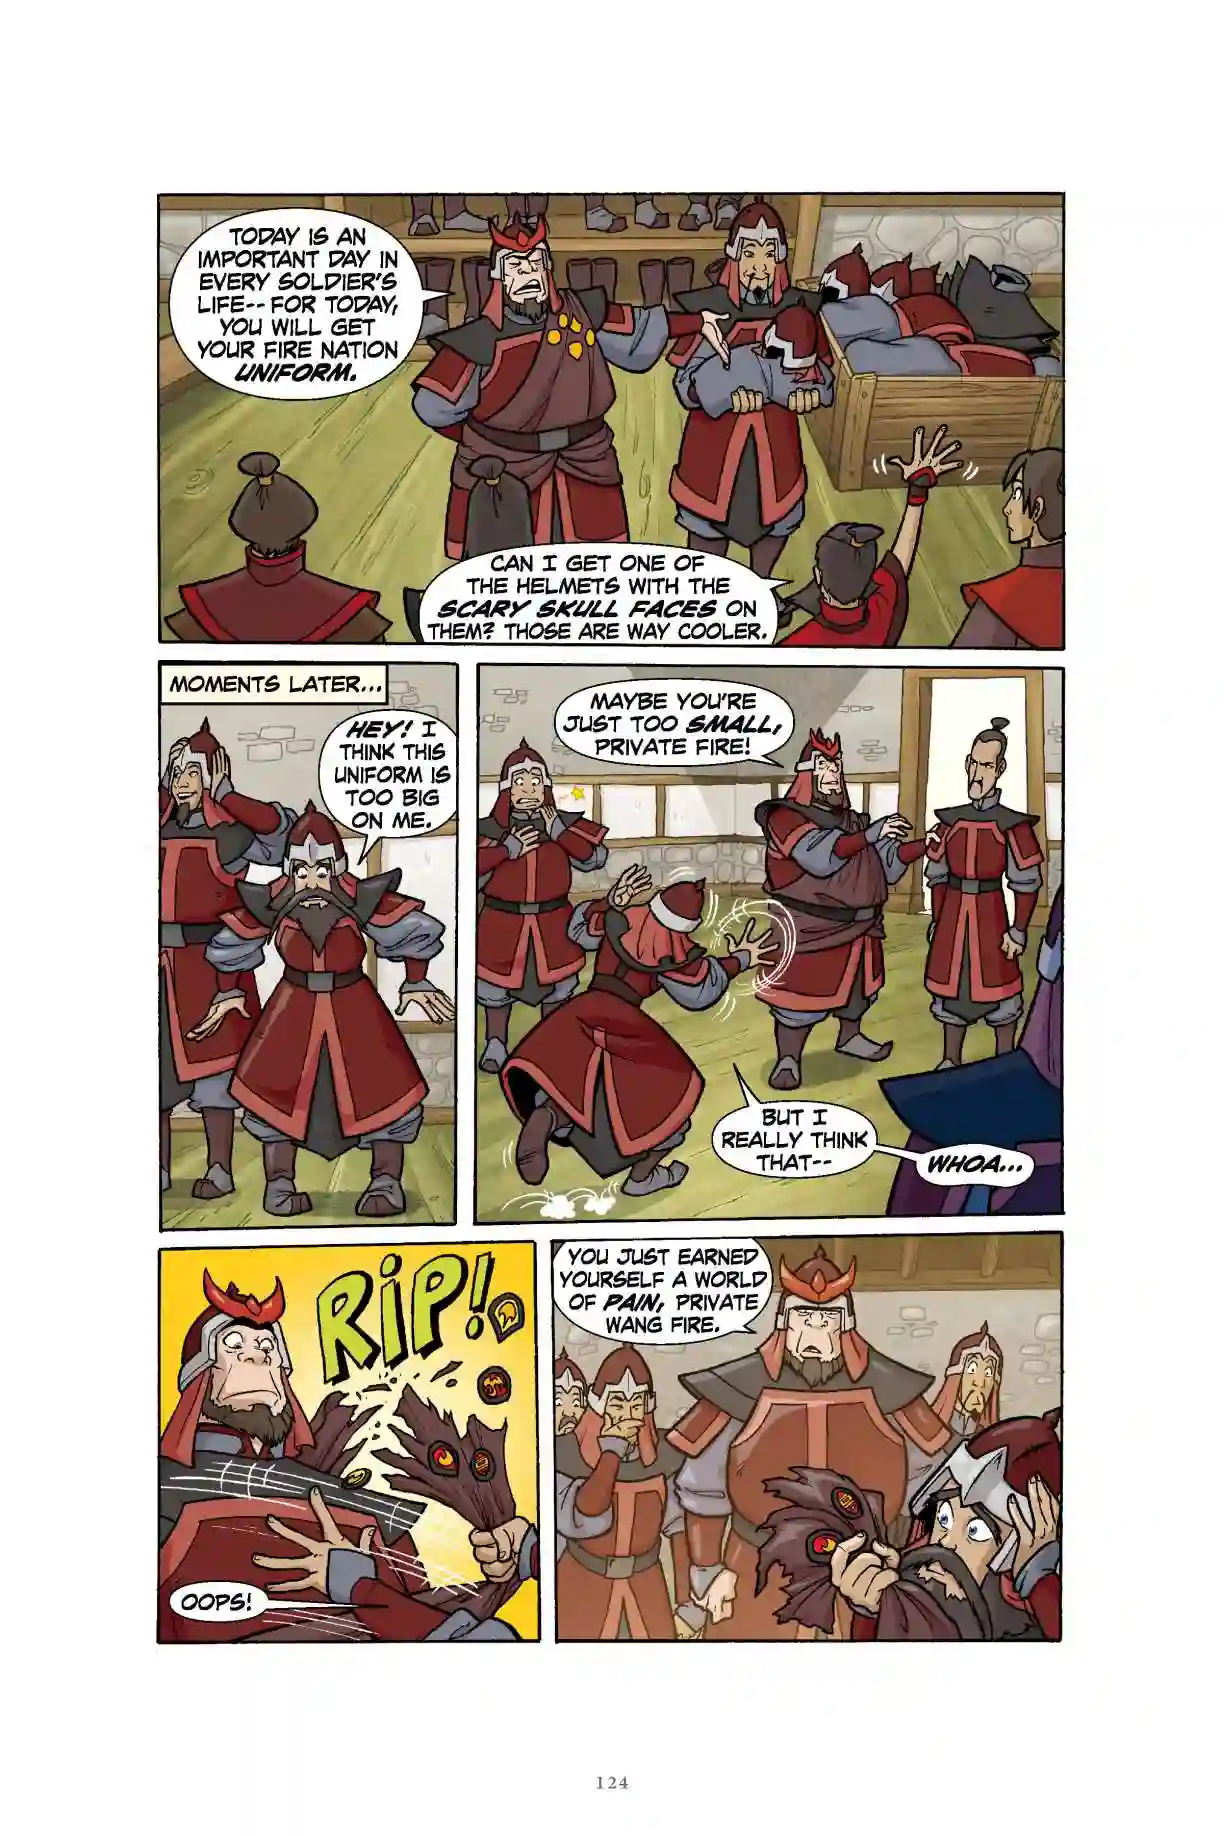 TODAY IS AN
IMPORTANT DAY IN
EVERY SOLDIER'S
LIFE--FOR TODAY,
YOU WILL GET
YOUR FIRE NATION
UNIFORM.
CAN I GET ONE OF
THE HELMETS WITH THE
SCARY SKULL FACES ON
THEM? THOSE ARE WAY COOLER.
MOMENTS LATER...
HEY! I
THINK THIS
UNIFORM IS
TOO BIG
ON ME.
MAYBE YOU'RE
JUST TOO SMALL,
PRIVATE FIRE!
BUT I
REALLY THINK
THAT--
WHOA...
RIP!
OOPS!
YOU JUST EARNED
YOURSELF A WORLD
OF PAIN, PRIVATE
WANG FIRE.
124